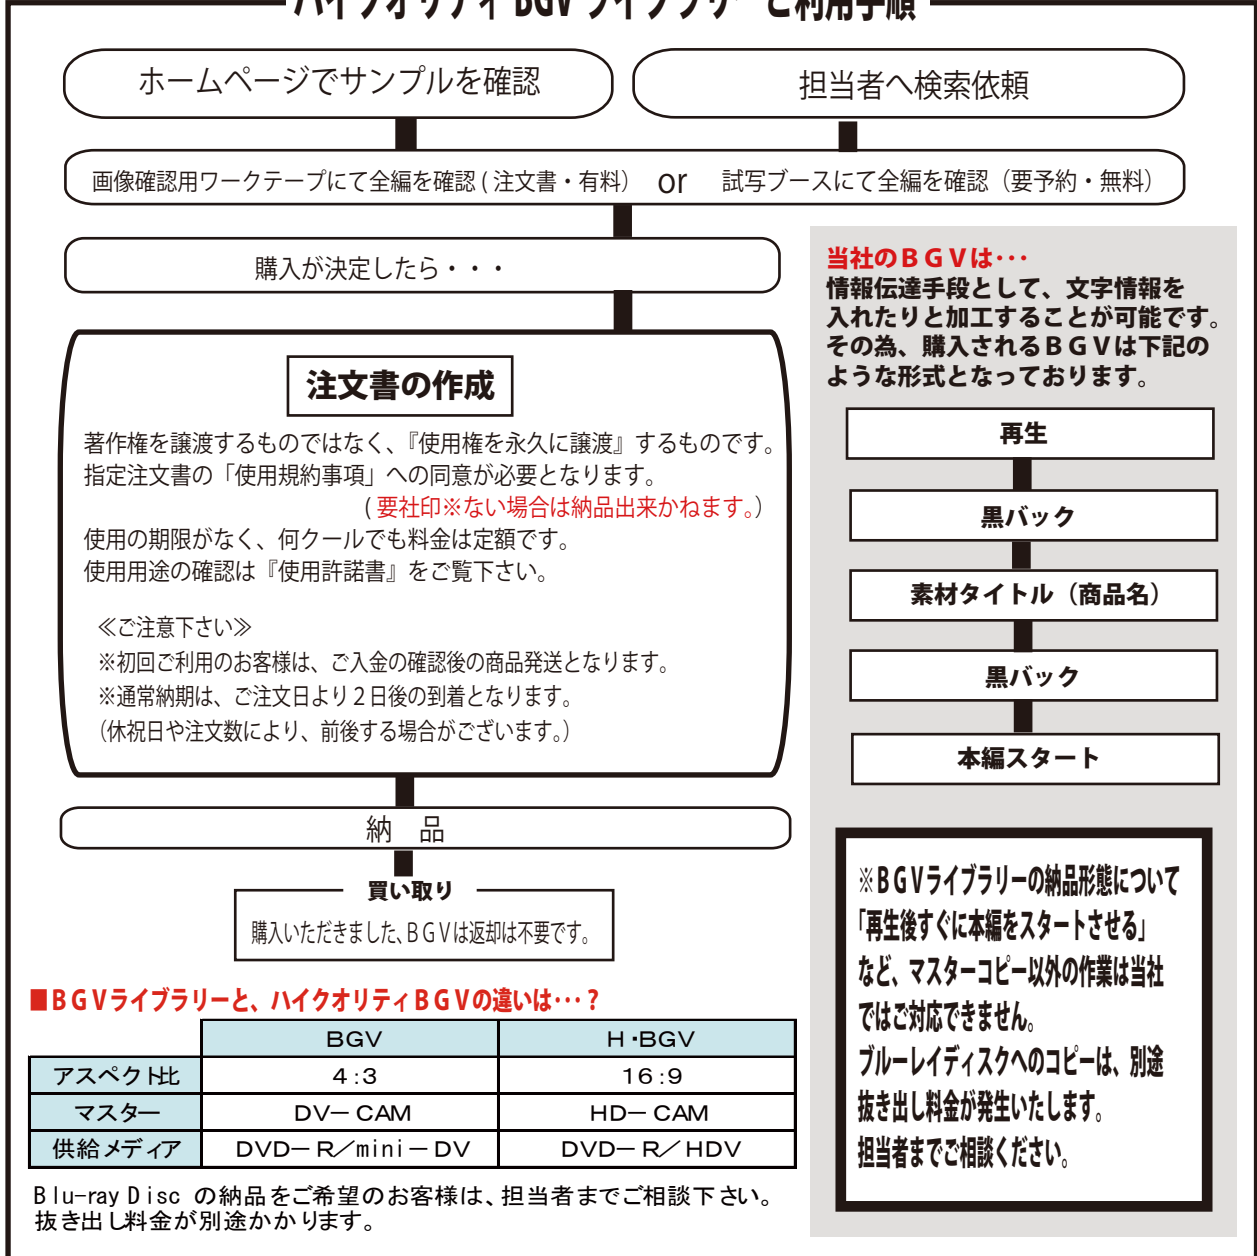 ハイクオリティBGVライブラリーご利用手順
ホームページでサンプルを確認
担当者へ検索依頼
画像確認用ワークテープにて全編を確認(注文書・有料) or 試写ブースにて全編を確認（要予約・無料）
購入が決定したら・・・
注文書の作成
著作権を譲渡するものではなく、『使用権を永久に譲渡』するものです。
指定注文書の「使用規約事項」への同意が必要となります。
(要社印※ない場合は納品出来かねます。)
使用の期限がなく、何クールでも料金は定額です。
使用用途の確認は『使用許諾書』をご覧下さい。
≪ご注意下さい≫
※初回ご利用のお客様は、ご入金の確認後の商品発送となります。
※通常納期は、ご注文日より２日後の到着となります。
(休祝日や注文数により、前後する場合がございます。)
納　品
買い取り
購入いただきました、ＢＧＶは返却は不要です。
当社のＢＧＶは・・・
情報伝達手段として、文字情報を
入れたりと加工することが可能です。
その為、購入されるＢＧＶは下記の
ような形式となっております。
再生
黒バック
素材タイトル（商品名）
黒バック
本編スタート
※ＢＧＶライブラリーの納品形態について
「再生後すぐに本編をスタートさせる」
など、マスターコピー以外の作業は当社
ではご対応できません。
ブルーレイディスクへのコピーは、別途
抜き出し料金が発生いたします。
担当者までご相談ください。
■ＢＧＶライブラリーと、ハイクオリティＢＧＶの違いは・・・？
BGV H・BGV
アスペクト比 4:3 16:9
マスター DV－CAM HD－CAM
供給メディア DVD－R／mini－DV DVD－R／HDV
Blu-ray Disc の納品をご希望のお客様は、担当者までご相談下さい。
抜き出し料金が別途かかります。